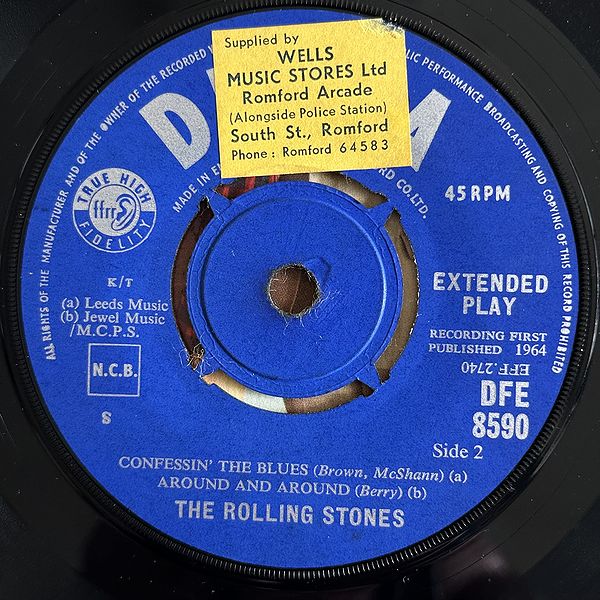 Supplied by
WELLS
MUSIC STORES Ltd
Romford Arcade
(Alongside Police Station)
South St., Romford
Phone : Romford 64583
ALL RIGHTS OF THE MANUFACTURER AND OF THE OWNER OF THE RECORDED
PUBLIC PERFORMANCE BROADCASTING AND COPYING OF THIS RECORD PROHIBITED
D A
MADE IN
CO. LTD.
TRUE HIGH
ffrr
FIDELITY
45 RPM
K/T
(a) Leeds Music
(b) Jewel Music
/M.C.P.S.
N.C.B.
S
EXTENDED
PLAY
RECORDING FIRST
PUBLISHED 1964
EFF.2740
DFE
8590
Side 2
CONFESSIN' THE BLUES (Brown, McShann) (a)
AROUND AND AROUND (Berry) (b)
THE ROLLING STONES